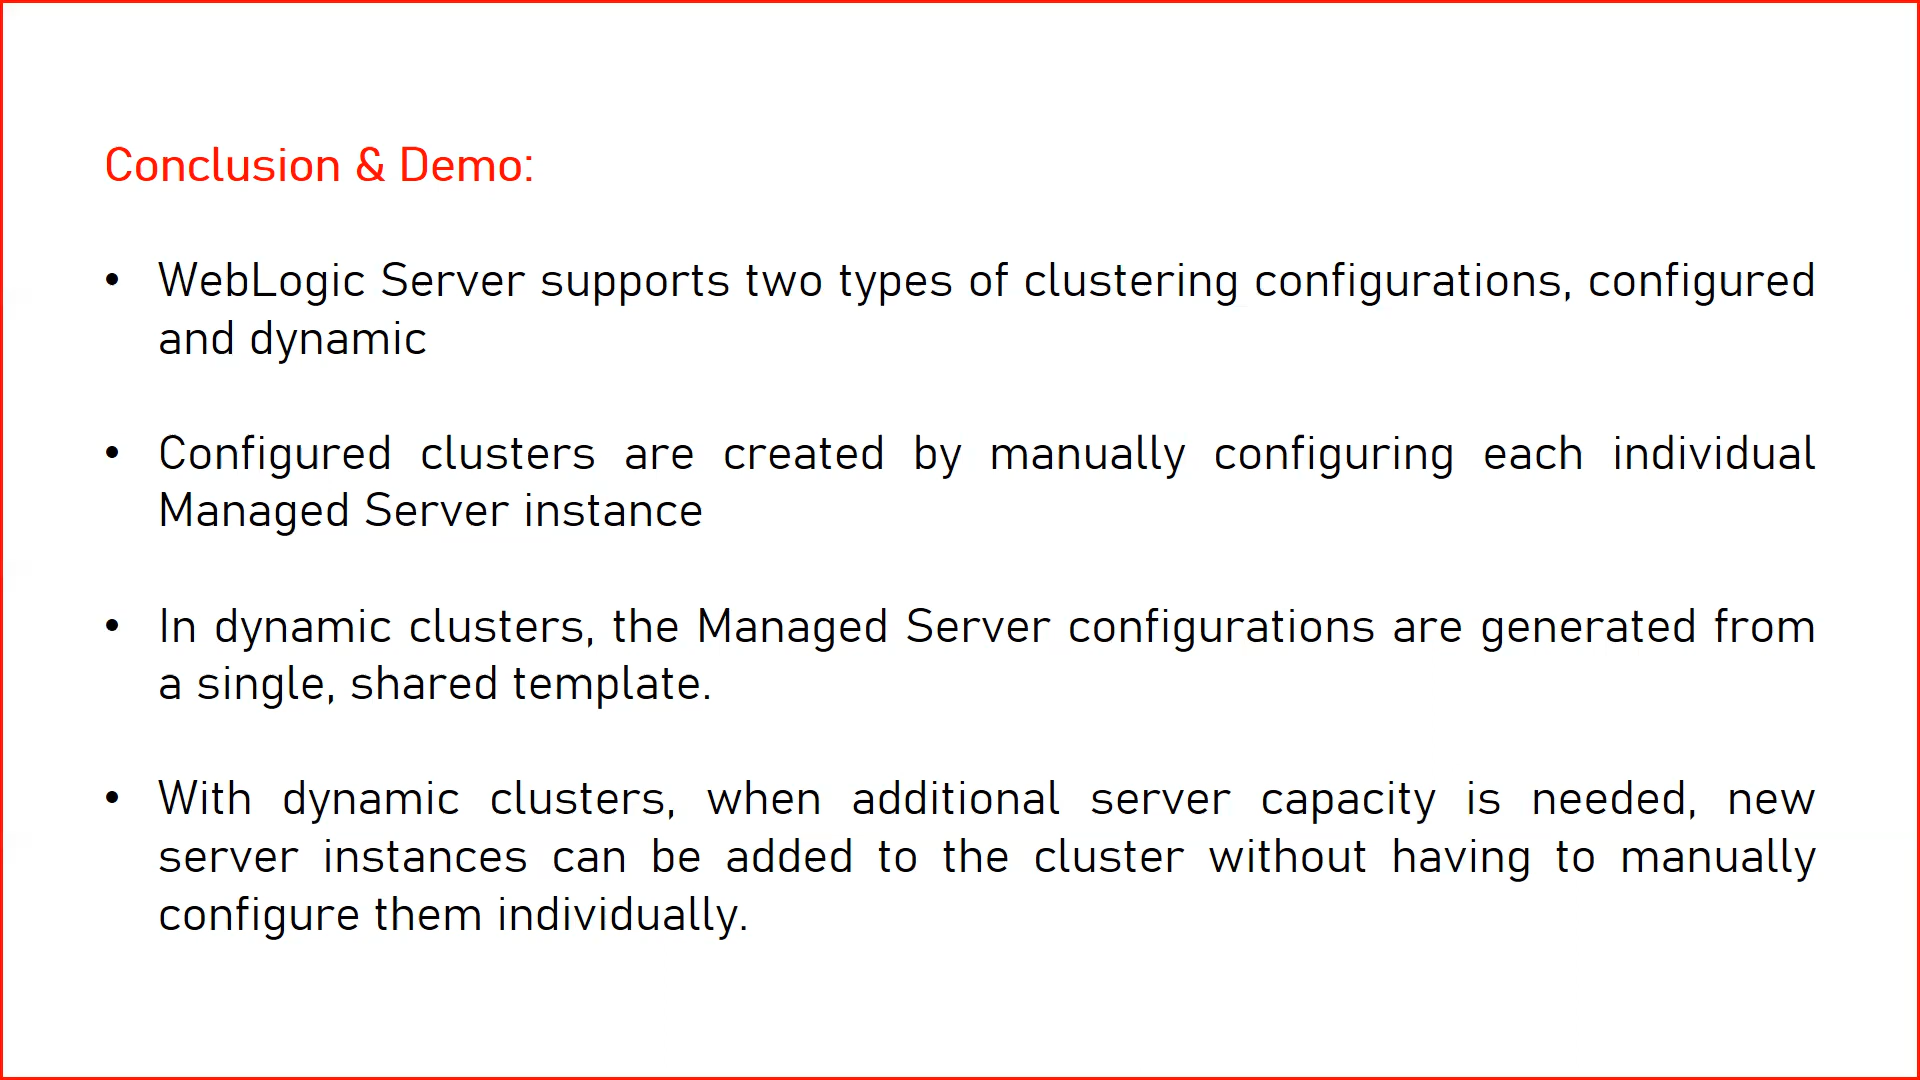 Conclusion & Demo:
• WebLogic Server supports two types of clustering configurations, configured
and dynamic
• Configured clusters are created by manually configuring each individual
Managed Server instance
• In dynamic clusters, the Managed Server configurations are generated from
a single, shared template.
• With dynamic clusters, when additional server capacity is needed, new
server instances can be added to the cluster without having to manually
configure them individually.